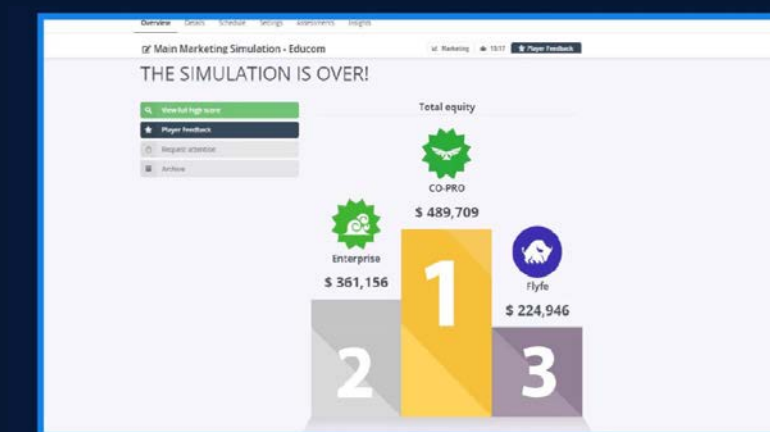 Overview Details Schedule Settings Assessments Insights
Main Marketing Simulation - Educom
Marketing
Player Feedback
THE SIMULATION IS OVER!
View full high score
Player Feedback
Request attention
Archive
Total equity
CO-PRO
$ 489,709
Enterprise
$ 361,156
Flyfe
$ 224,946
1
2
3